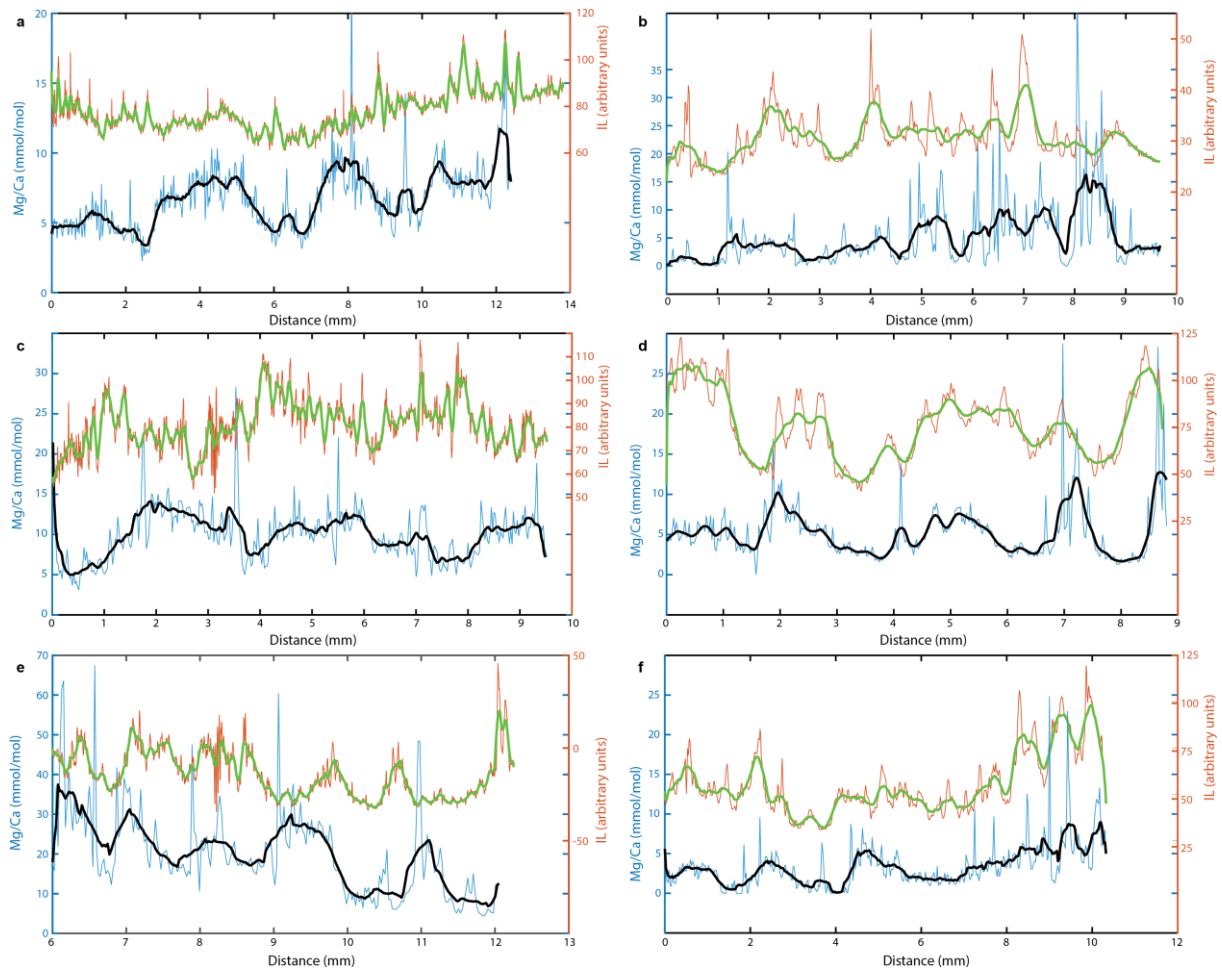 a
20
15
10
5
0
Mg/Ca (mmol/mol)
120
100
80
60
IL (arbitrary units)
0 2 4 6 8 10 12 14
Distance (mm)
b
35
30
25
20
15
10
5
0
Mg/Ca (mmol/mol)
50
40
30
20
IL (arbitrary units)
0 1 2 3 4 5 6 7 8 9 10
Distance (mm)
c
30
25
20
15
10
5
0
Mg/Ca (mmol/mol)
110
100
90
80
70
60
50
IL (arbitrary units)
0 1 2 3 4 5 6 7 8 9 10
Distance (mm)
d
25
20
15
10
5
0
Mg/Ca (mmol/mol)
125
100
75
50
25
IL (arbitrary units)
0 1 2 3 4 5 6 7 8 9
Distance (mm)
e
70
60
50
40
30
20
10
0
Mg/Ca (mmol/mol)
50
0
-50
IL (arbitrary units)
6 7 8 9 10 11 12 13
Distance (mm)
f
25
20
15
10
5
0
Mg/Ca (mmol/mol)
125
100
75
50
25
IL (arbitrary units)
0 2 4 6 8 10 12
Distance (mm)